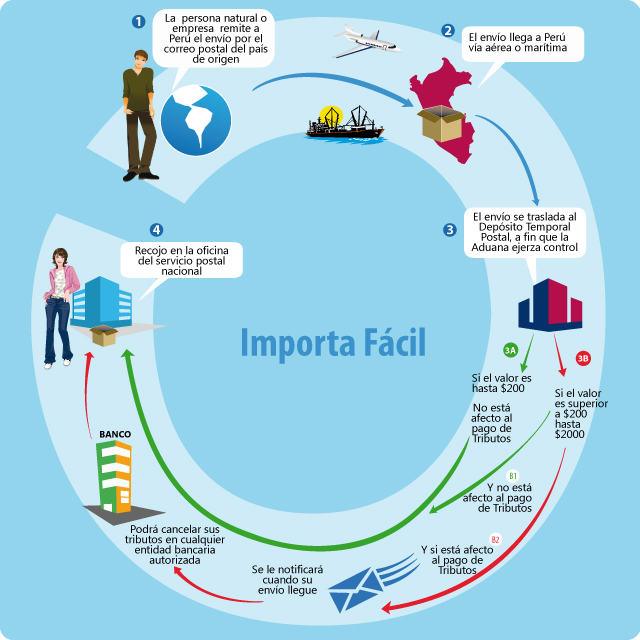 1
La persona natural o
empresa remite a
Perú el envío por el
correo postal del país
de origen
2
El envío llega a Perú
vía aérea o marítima
3
El envío se traslada al
Depósito Temporal
Postal, a fin que la
Aduana ejerza control
4
Recojo en la oficina
del servicio postal
nacional
Importa Fácil
3A
Si el valor es
hasta $200
No está
afecto al
pago de
Tributos
3B
Si el valor
es superior
a $200
hasta
$2000
B1
Y no está
afecto al pago
de Tributos
B2
Y si está afecto
al pago de
Tributos
Se le notificará
cuando su
envío llegue
BANCO
Podrá cancelar sus
tributos en cualquier
entidad bancaria
autorizada